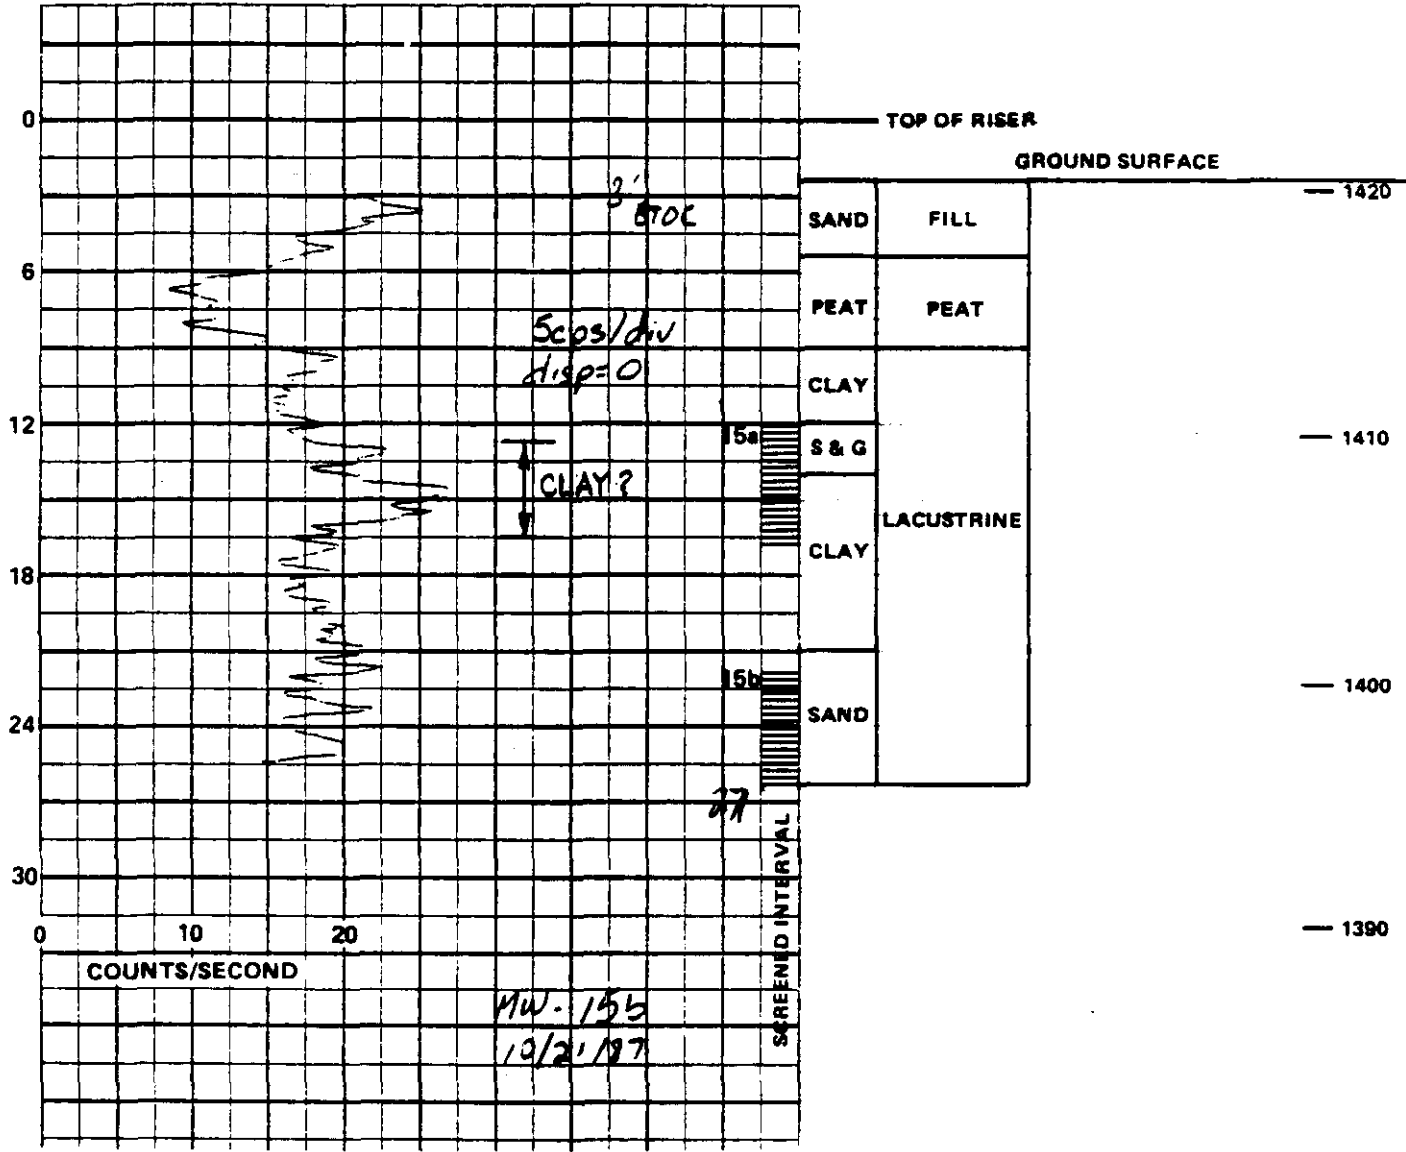 0
TOP OF RISER
GROUND SURFACE
1420
3'
BTOC
SAND
FILL
6
PEAT
PEAT
5cps/div
disp=0
CLAY
12
15a
S & G
1410
CLAY?
LACUSTRINE
CLAY
18
15b
1400
SAND
24
27
30
0
10
20
SCREENED INTERVAL
1390
COUNTS/SECOND
MW-15b
10/21/87